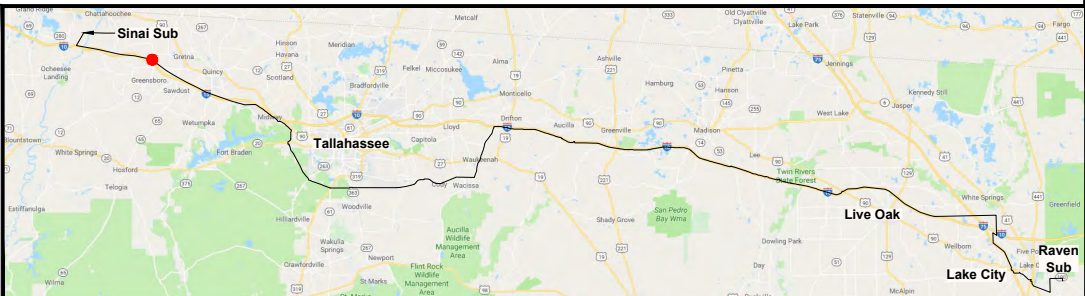 Grand Ridge
Chattahoochee
Metcalf
Old Clyattville
Clyattville
Lake Park
Statenville
Fargo
Sinai Sub
Ocheesee
Landing
Gretna
Hinson
Havana
Meridian
Alma
Ashville
Pinetta
Jennings
Greensboro
Quincy
Scotland
Felkel
Miccosukee
Hamburg
Hanson
Kennedy Still
Sawdust
Bradfordville
Monticello
Jasper
Wetumpka
Midway
Lloyd
Drifton
Aucilla
Greenville
Madison
West Lake
Blountstown
Tallahassee
Capitola
White Springs
Hosford
Fort Braden
Waukeenah
Lee
Telogia
Cody
Wacissa
Twin Rivers
State Forest
Estiffanulga
Woodville
Hilliardville
Shady Grove
San Pedro
Bay Wma
Live Oak
White Springs
Greenfield
Wakulla
Springs
Aucilla
Wildlife
Management
Area
Dowling Park
Wellborn
Five Po
Raven
Sub
Crawfordville
Newport
Wilma
St Marks
Flint Rock
Wildlife
Management
Area
Day
McAlpin
Lake City